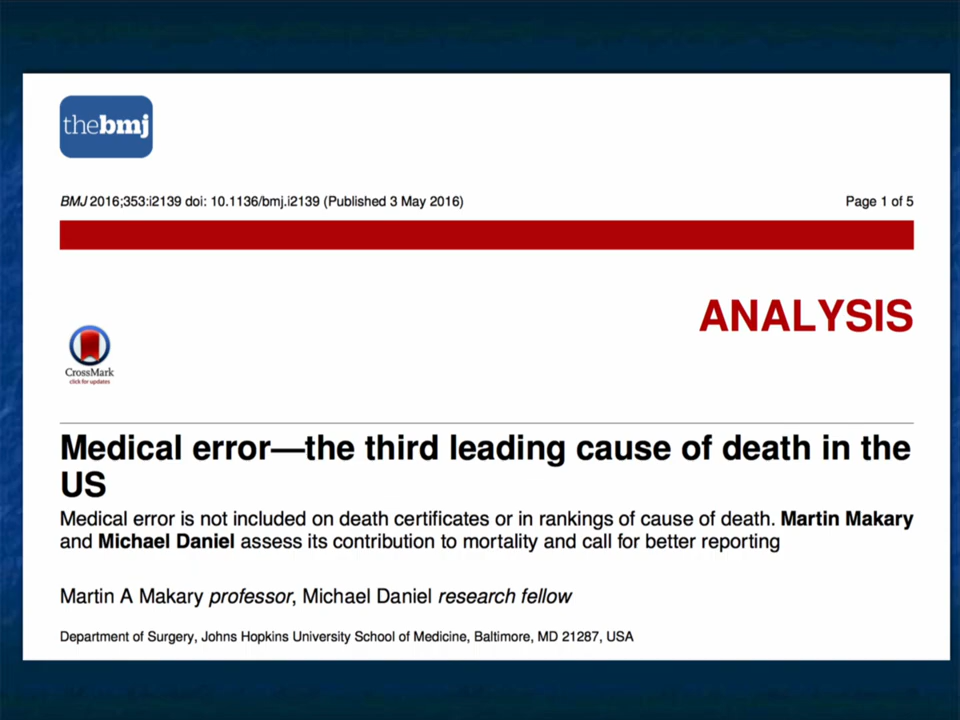 thebmj
BMJ 2016;353:i2139 doi: 10.1136/bmj.i2139 (Published 3 May 2016) Page 1 of 5
ANALYSIS
CrossMark
click for updates
Medical error—the third leading cause of death in the
US
Medical error is not included on death certificates or in rankings of cause of death. Martin Makary
and Michael Daniel assess its contribution to mortality and call for better reporting
Martin A Makary professor, Michael Daniel research fellow
Department of Surgery, Johns Hopkins University School of Medicine, Baltimore, MD 21287, USA